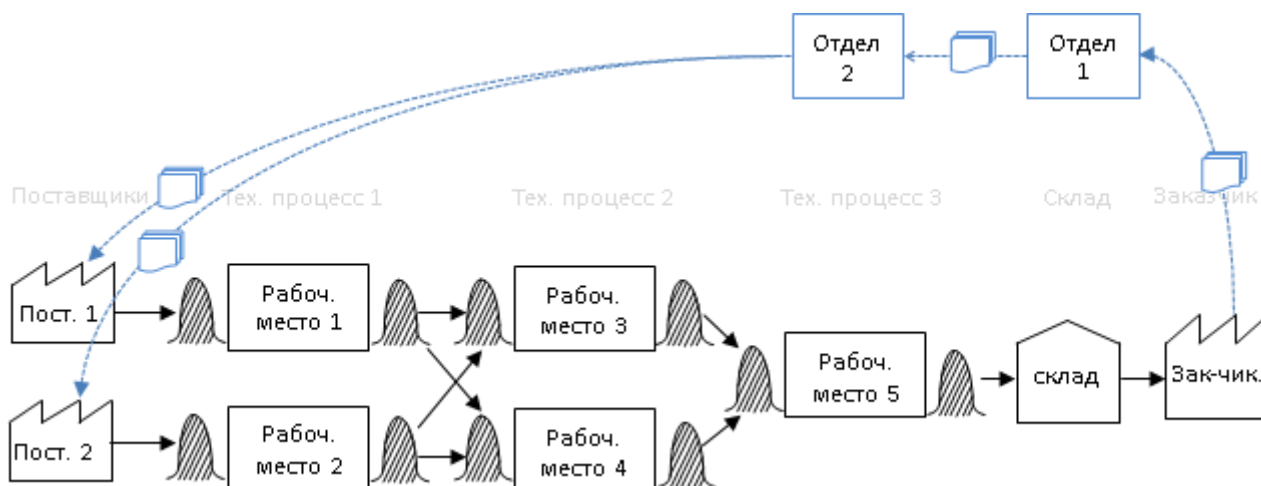 Отдел
2
Отдел
1
Поставщики
Тех. процесс 1
Тех. процесс 2
Тех. процесс 3
Склад
Заказчик
Пост. 1
Рабоч.
место 1
Рабоч.
место 3
Рабоч.
место 5
склад
Зак-чик.
Пост. 2
Рабоч.
место 2
Рабоч.
место 4